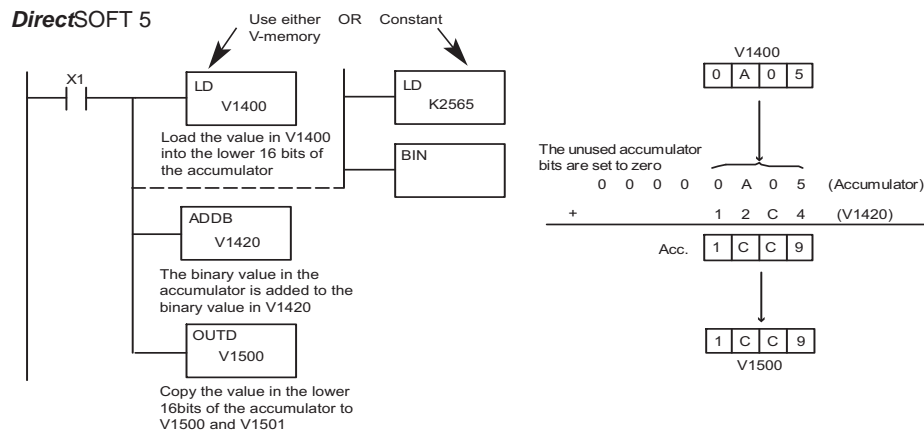 DirectSOFT 5
Use either OR Constant
V-memory
X1
LD
V1400
Load the value in V1400
into the lower 16 bits of
the accumulator
LD
K2565
BIN
ADDB
V1420
The binary value in the
accumulator is added to the
binary value in V1420
OUTD
V1500
Copy the value in the lower
16bits of the accumulator to
V1500 and V1501
V1400
0 A 0 5
The unused accumulator
bits are set to zero
0 0 0 0 0 A 0 5 (Accumulator)
+ 1 2 C 4 (V1420)
Acc. 1 C C 9
1 C C 9
V1500